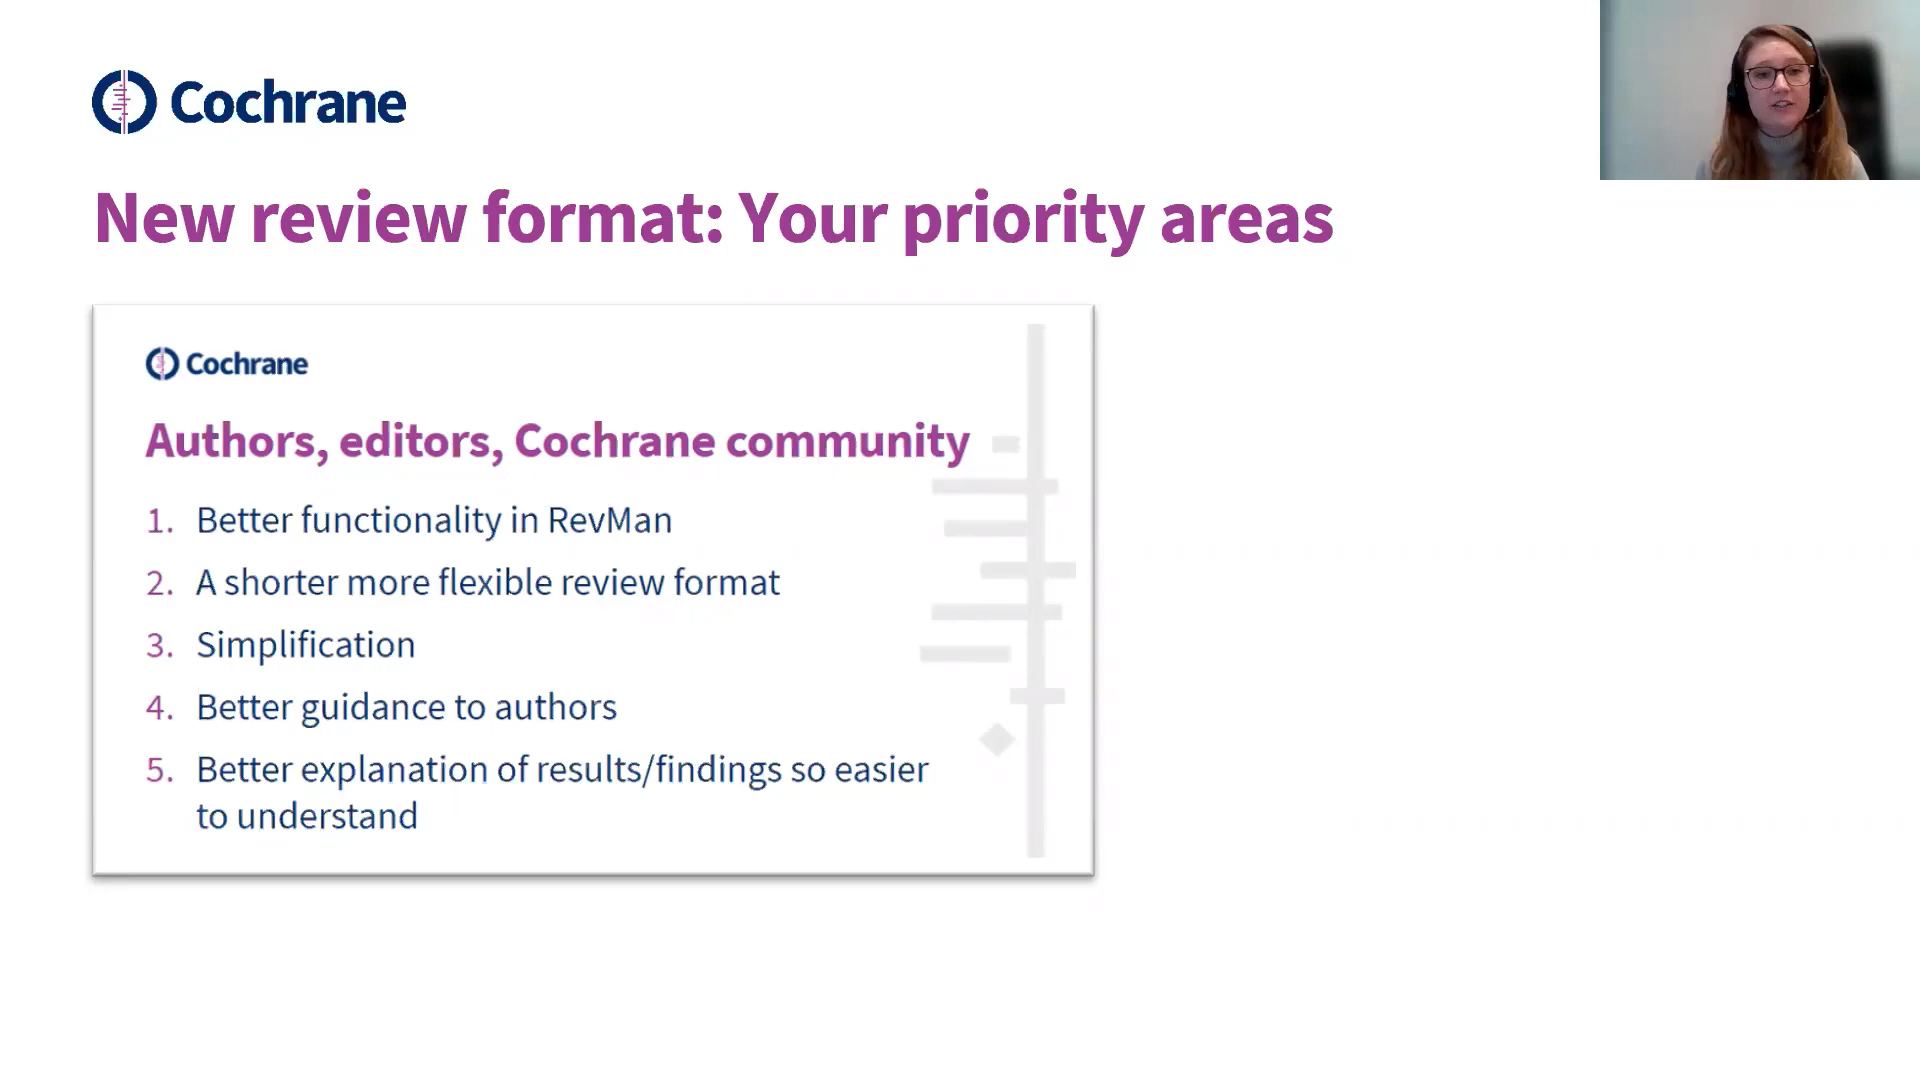 Cochrane
New review format: Your priority areas
Cochrane
Authors, editors, Cochrane community
1. Better functionality in RevMan
2. A shorter more flexible review format
3. Simplification
4. Better guidance to authors
5. Better explanation of results/findings so easier
to understand